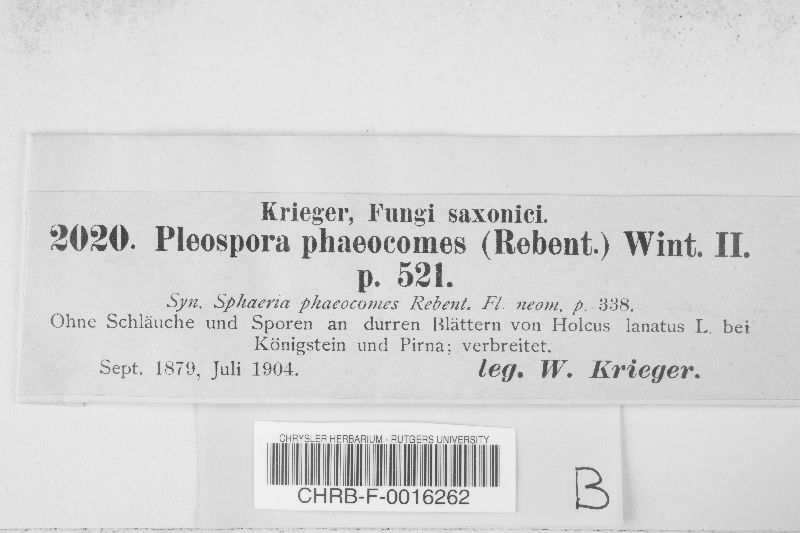 Krieger, Fungi saxonici.
2020. Pleospora phaeocomes (Rebent.) Wint. II.
p. 521.
Syn. Sphaeria phaeocomes Rebent. Fl. neom. p. 338.
Ohne Schläuche und Sporen an durren Blättern von Holcus lanatus L. bei
Königstein und Pirna; verbreitet.
Sept. 1879, Juli 1904. leg. W. Krieger.
CHRYSLER HERBARIUM - RUTGERS UNIVERSITY
CHRB-F-0016262
B